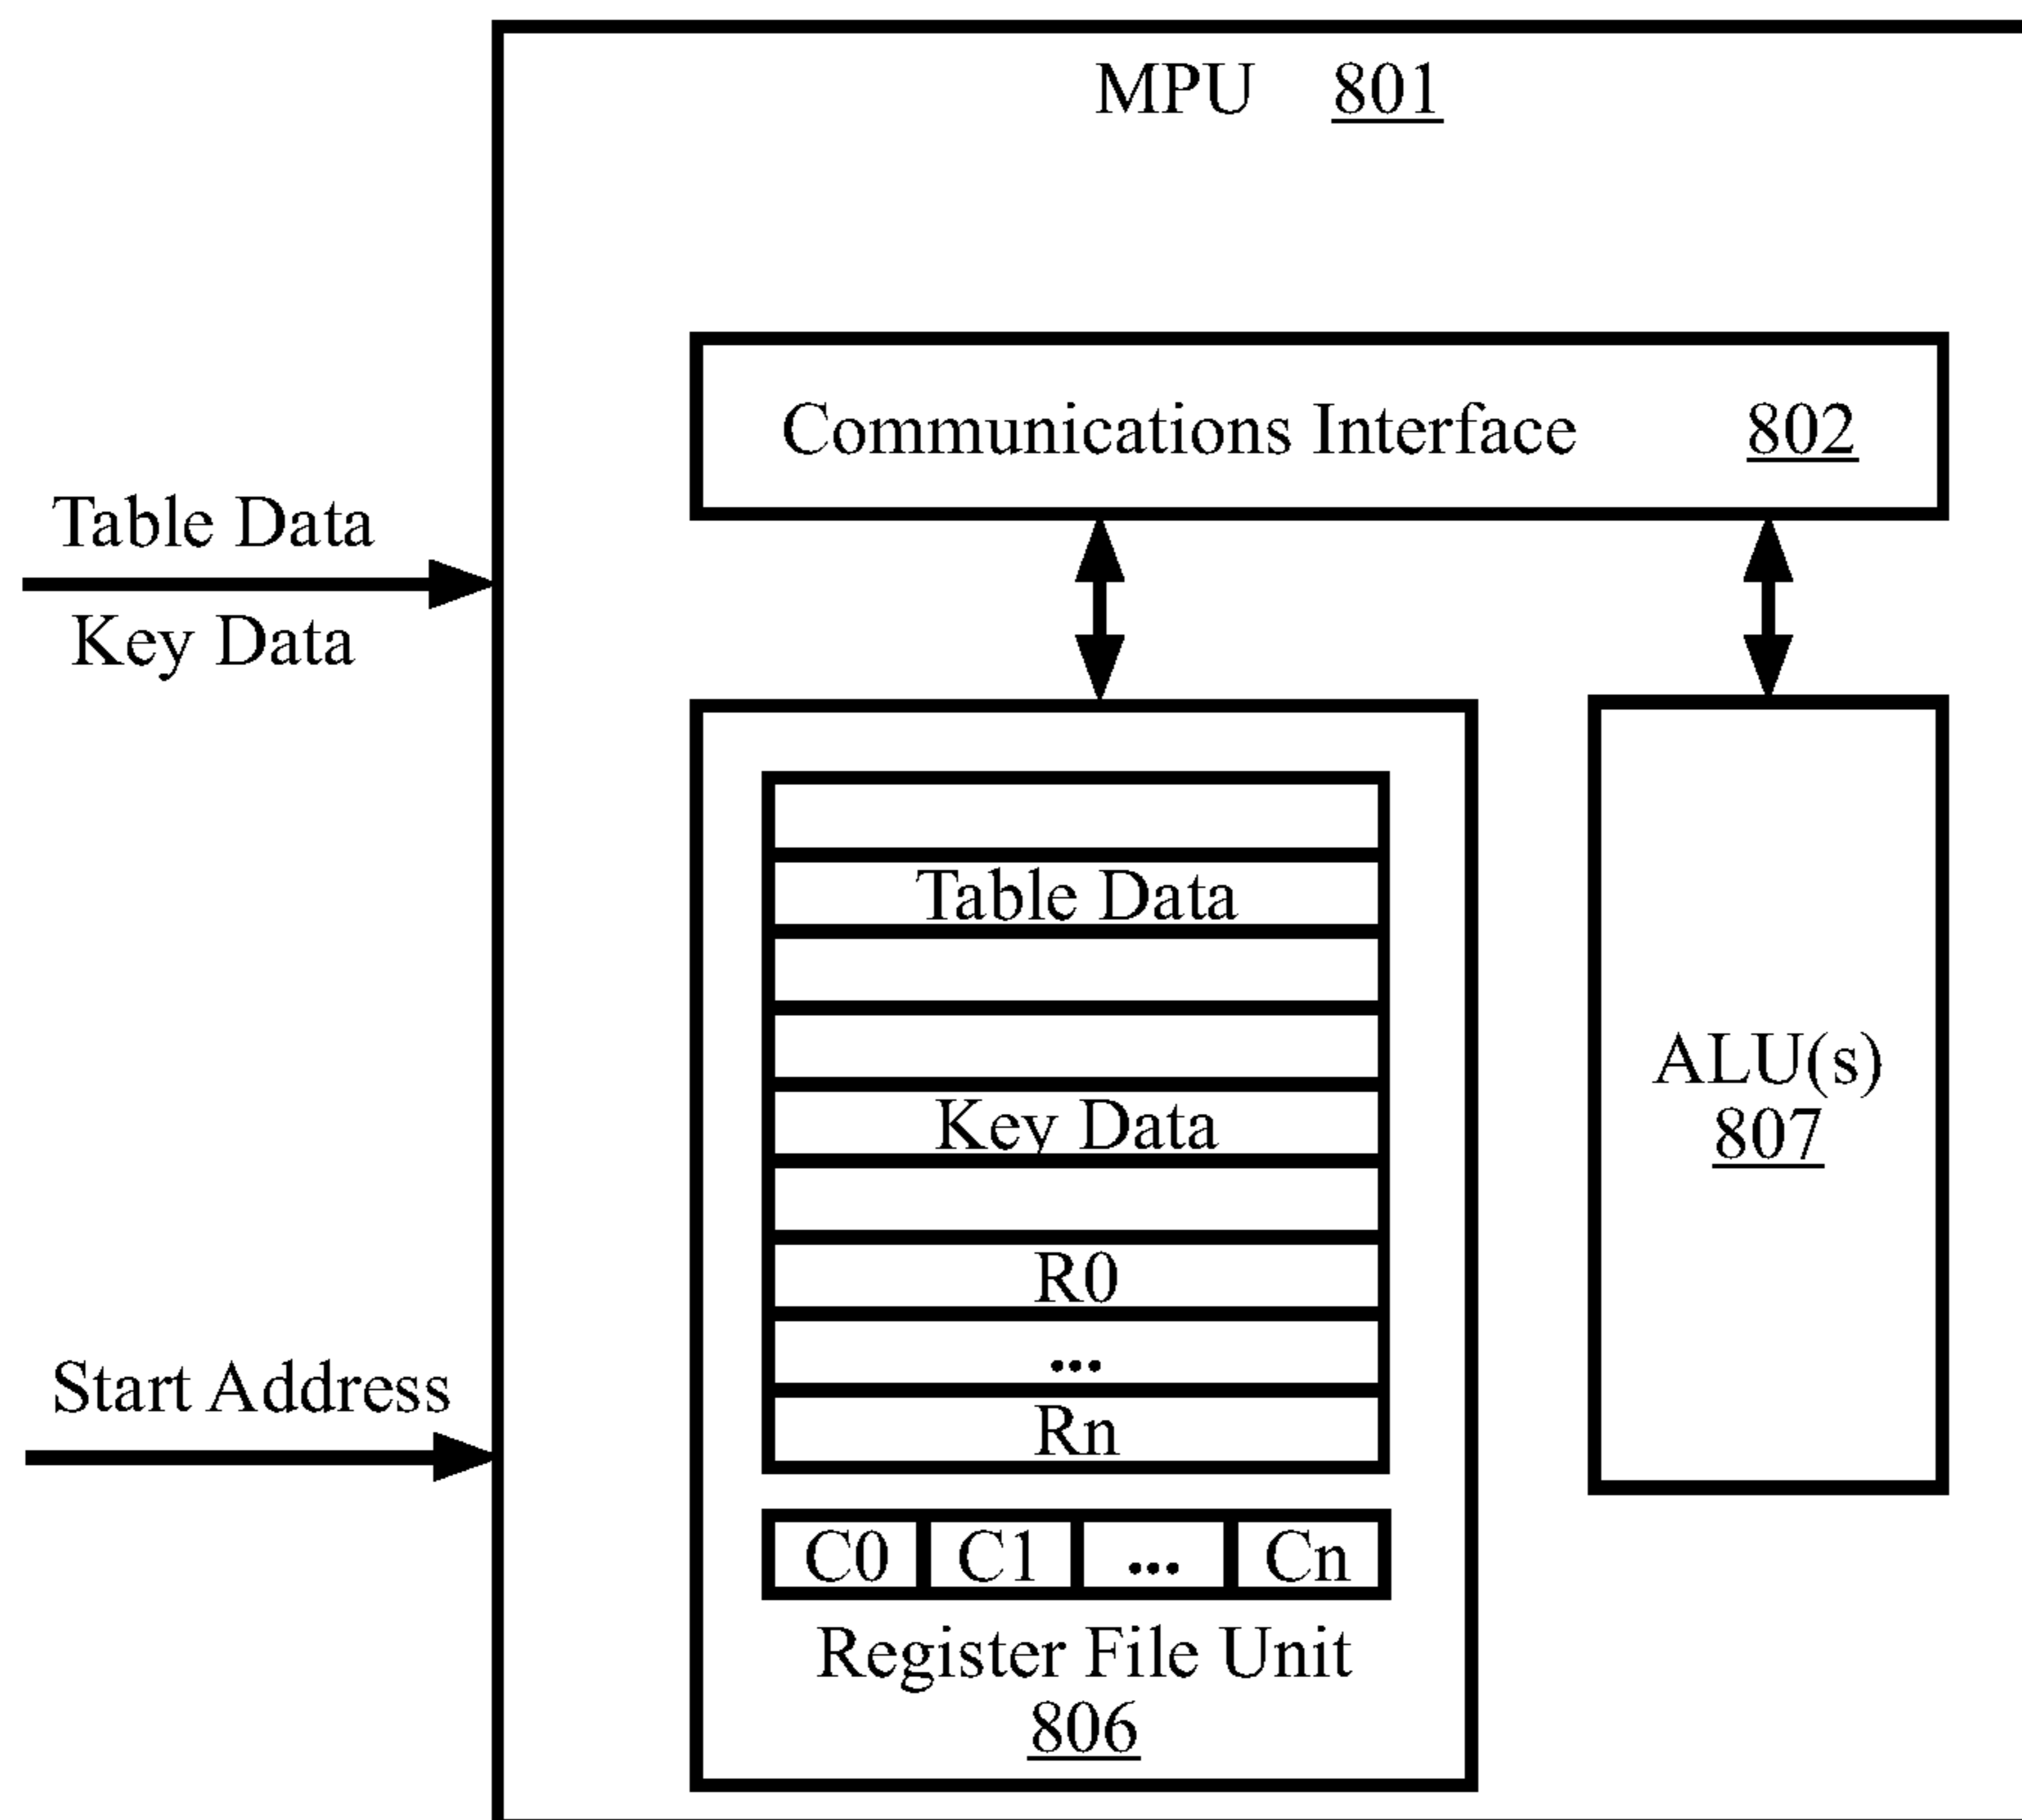 MPU 801
Communications Interface 802
Table Data
Key Data
Start Address
Table Data
Key Data
R0
...
Rn
C0 C1 ... Cn
Register File Unit
806
ALU(s)
807